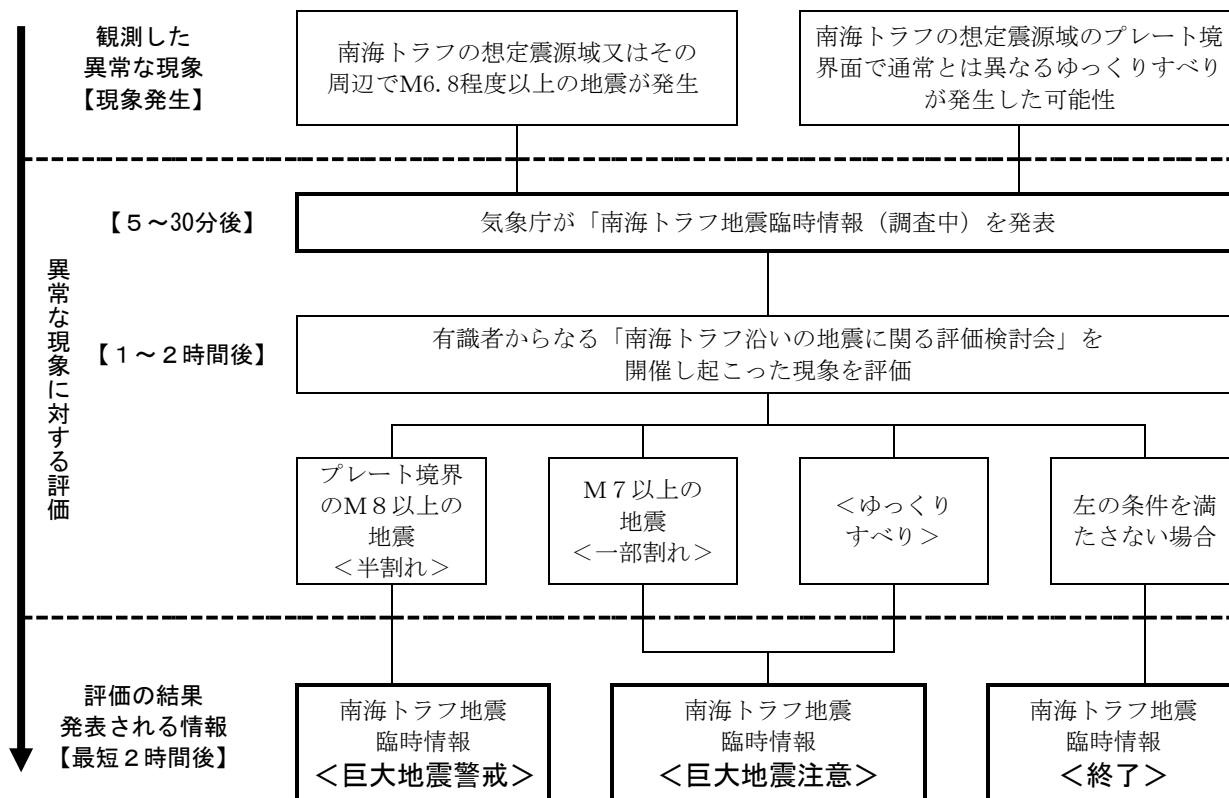 観測した
異常な現象
【現象発生】
南海トラフの想定震源域又はその
周辺でM6.8程度以上の地震が発生
南海トラフの想定震源域のプレート境
界面で通常とは異なるゆっくりすべり
が発生した可能性
異常な現象に対する評価
【５～30分後】
気象庁が「南海トラフ地震臨時情報（調査中）を発表
【１～２時間後】
有識者からなる「南海トラフ沿いの地震に関る評価検討会」を
開催し起こった現象を評価
プレート境界
のＭ８以上の
地震
＜半割れ＞
Ｍ７以上の
地震
＜一部割れ＞
＜ゆっくり
すべり＞
左の条件を満
たさない場合
評価の結果
発表される情報
【最短２時間後】
南海トラフ地震
臨時情報
＜巨大地震警戒＞
南海トラフ地震
臨時情報
＜巨大地震注意＞
南海トラフ地震
臨時情報
＜終了＞